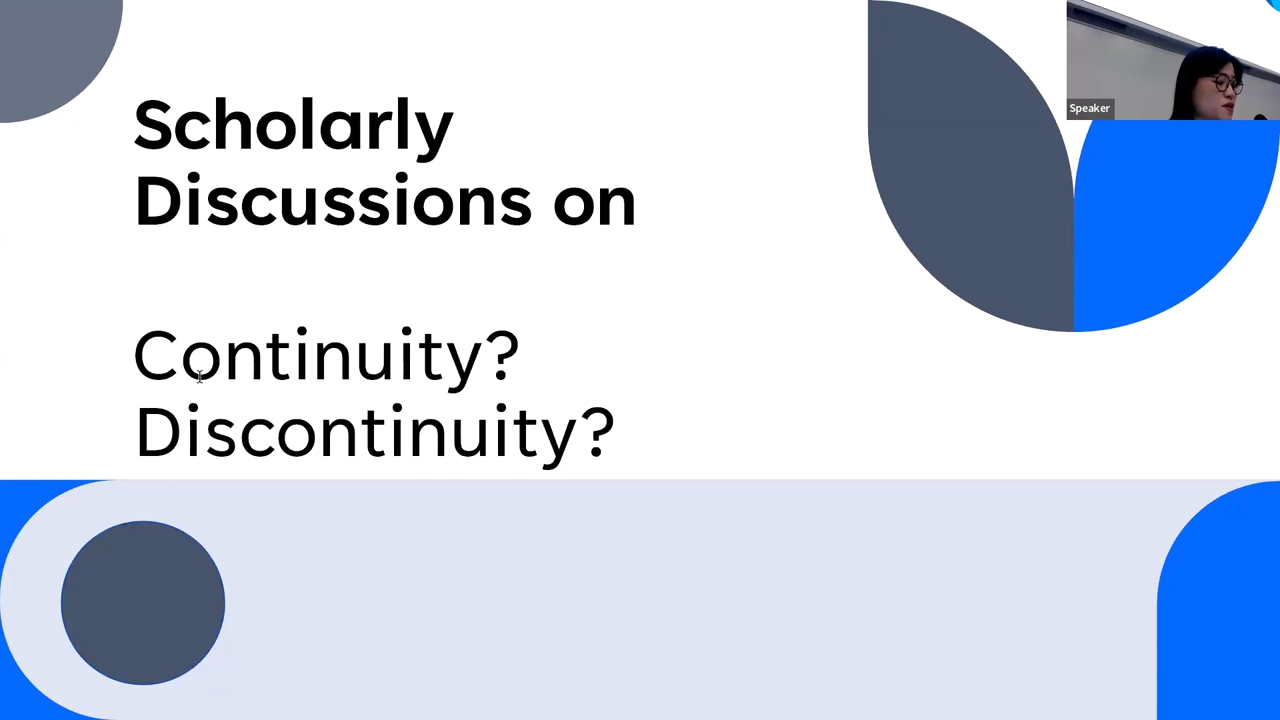 Scholarly
Discussions on
Continuity?
Discontinuity?
Speaker